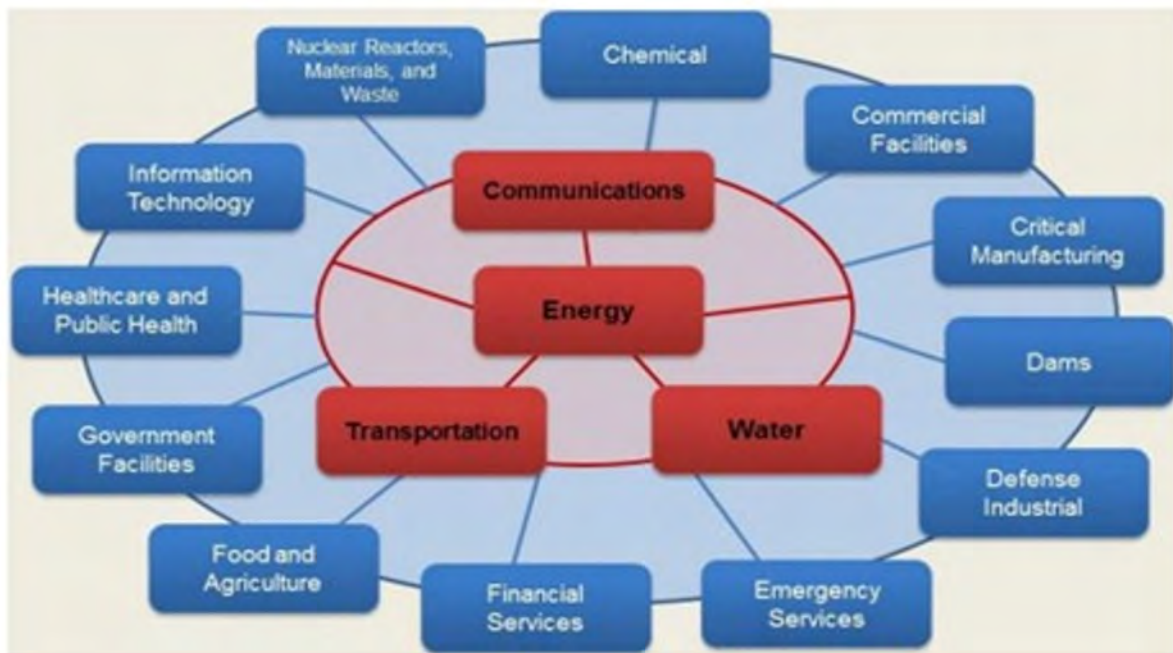 Nuclear Reactors,
Materials, and
Waste
Chemical
Commercial
Facilities
Information
Technology
Communications
Critical
Manufacturing
Healthcare and
Public Health
Energy
Dams
Government
Facilities
Transportation
Water
Defense
Industrial
Food and
Agriculture
Financial
Services
Emergency
Services